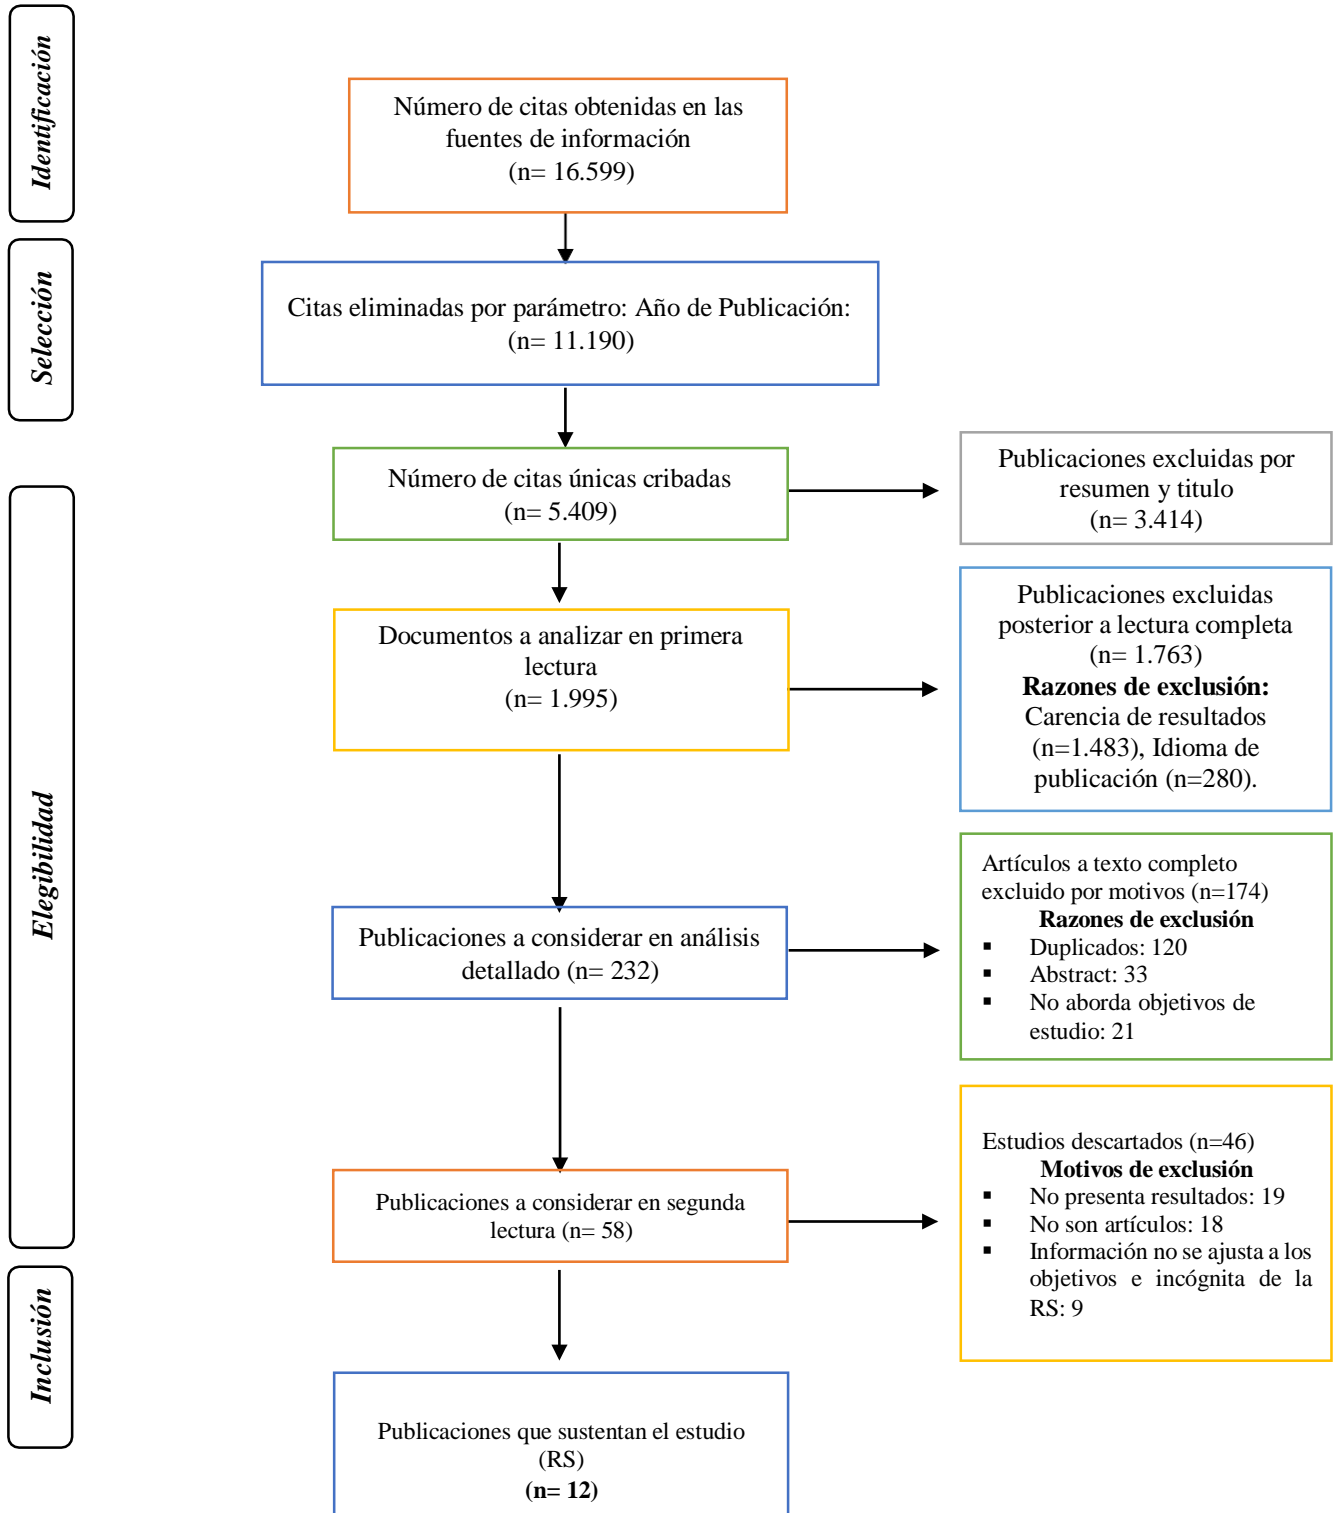 Identificación
Número de citas obtenidas en las
fuentes de información
(n= 16.599)
Selección
Citas eliminadas por parámetro: Año de Publicación:
(n= 11.190)
Número de citas únicas cribadas
(n= 5.409)
Publicaciones excluidas por
resumen y titulo
(n= 3.414)
Elegibilidad
Documentos a analizar en primera
lectura
(n= 1.995)
Publicaciones excluidas
posterior a lectura completa
(n= 1.763)
Razones de exclusión:
Carencia de resultados
(n=1.483), Idioma de
publicación (n=280).
Publicaciones a considerar en análisis
detallado (n= 232)
Artículos a texto completo
excluido por motivos (n=174)
Razones de exclusión
▪ Duplicados: 120
▪ Abstract: 33
▪ No aborda objetivos de
estudio: 21
Publicaciones a considerar en segunda
lectura (n= 58)
Estudios descartados (n=46)
Motivos de exclusión
▪ No presenta resultados: 19
▪ No son artículos: 18
▪ Información no se ajusta a los
objetivos e incógnita de la
RS: 9
Inclusión
Publicaciones que sustentan el estudio
(RS)
(n= 12)